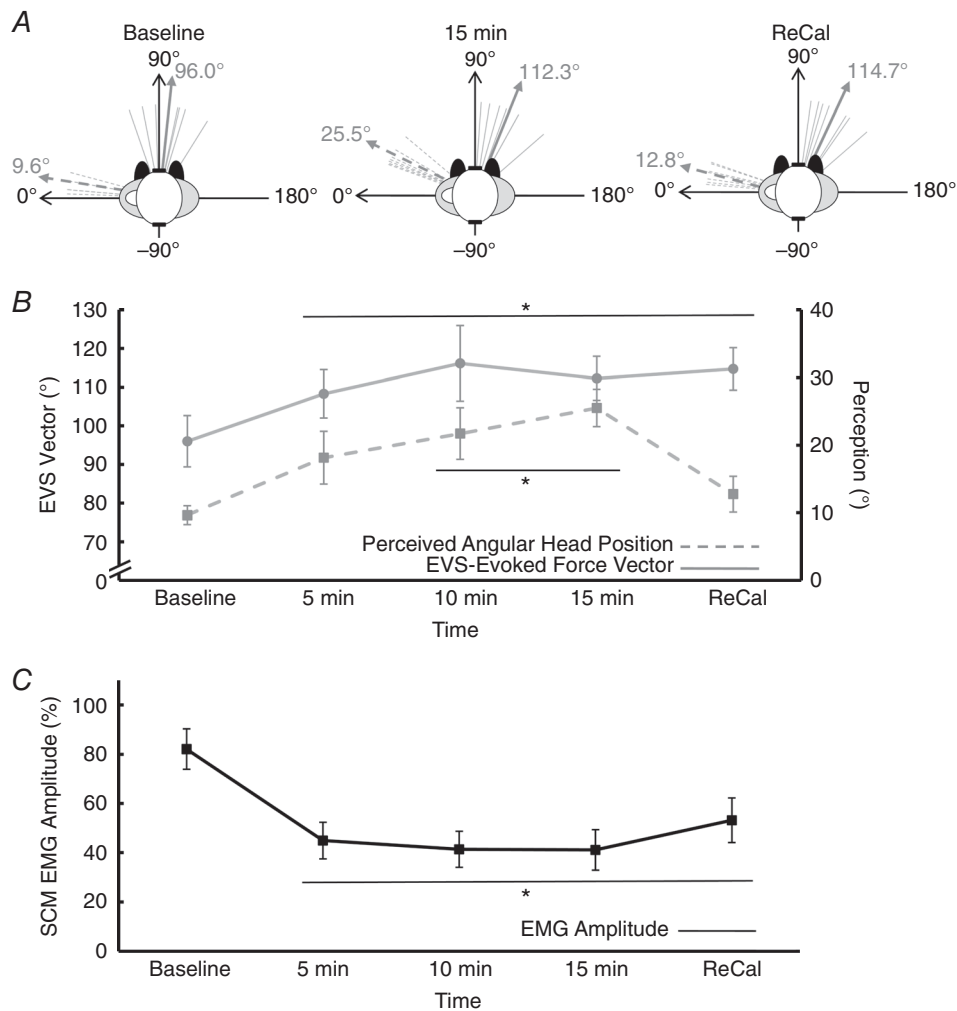 A
Baseline
15 min
ReCal
90°
90°
90°
96.0°
112.3°
114.7°
9.6°
25.5°
12.8°
0°
180°
0°
180°
0°
180°
–90°
–90°
–90°
B
130
120
110
100
90
80
70
0
EVS Vector (°)
*
*
40
30
20
10
0
Perception (°)
Perceived Angular Head Position
EVS-Evoked Force Vector
Baseline
5 min
10 min
15 min
ReCal
Time
C
100
80
60
40
20
0
SCM EMG Amplitude (%)
*
EMG Amplitude
Baseline
5 min
10 min
15 min
ReCal
Time